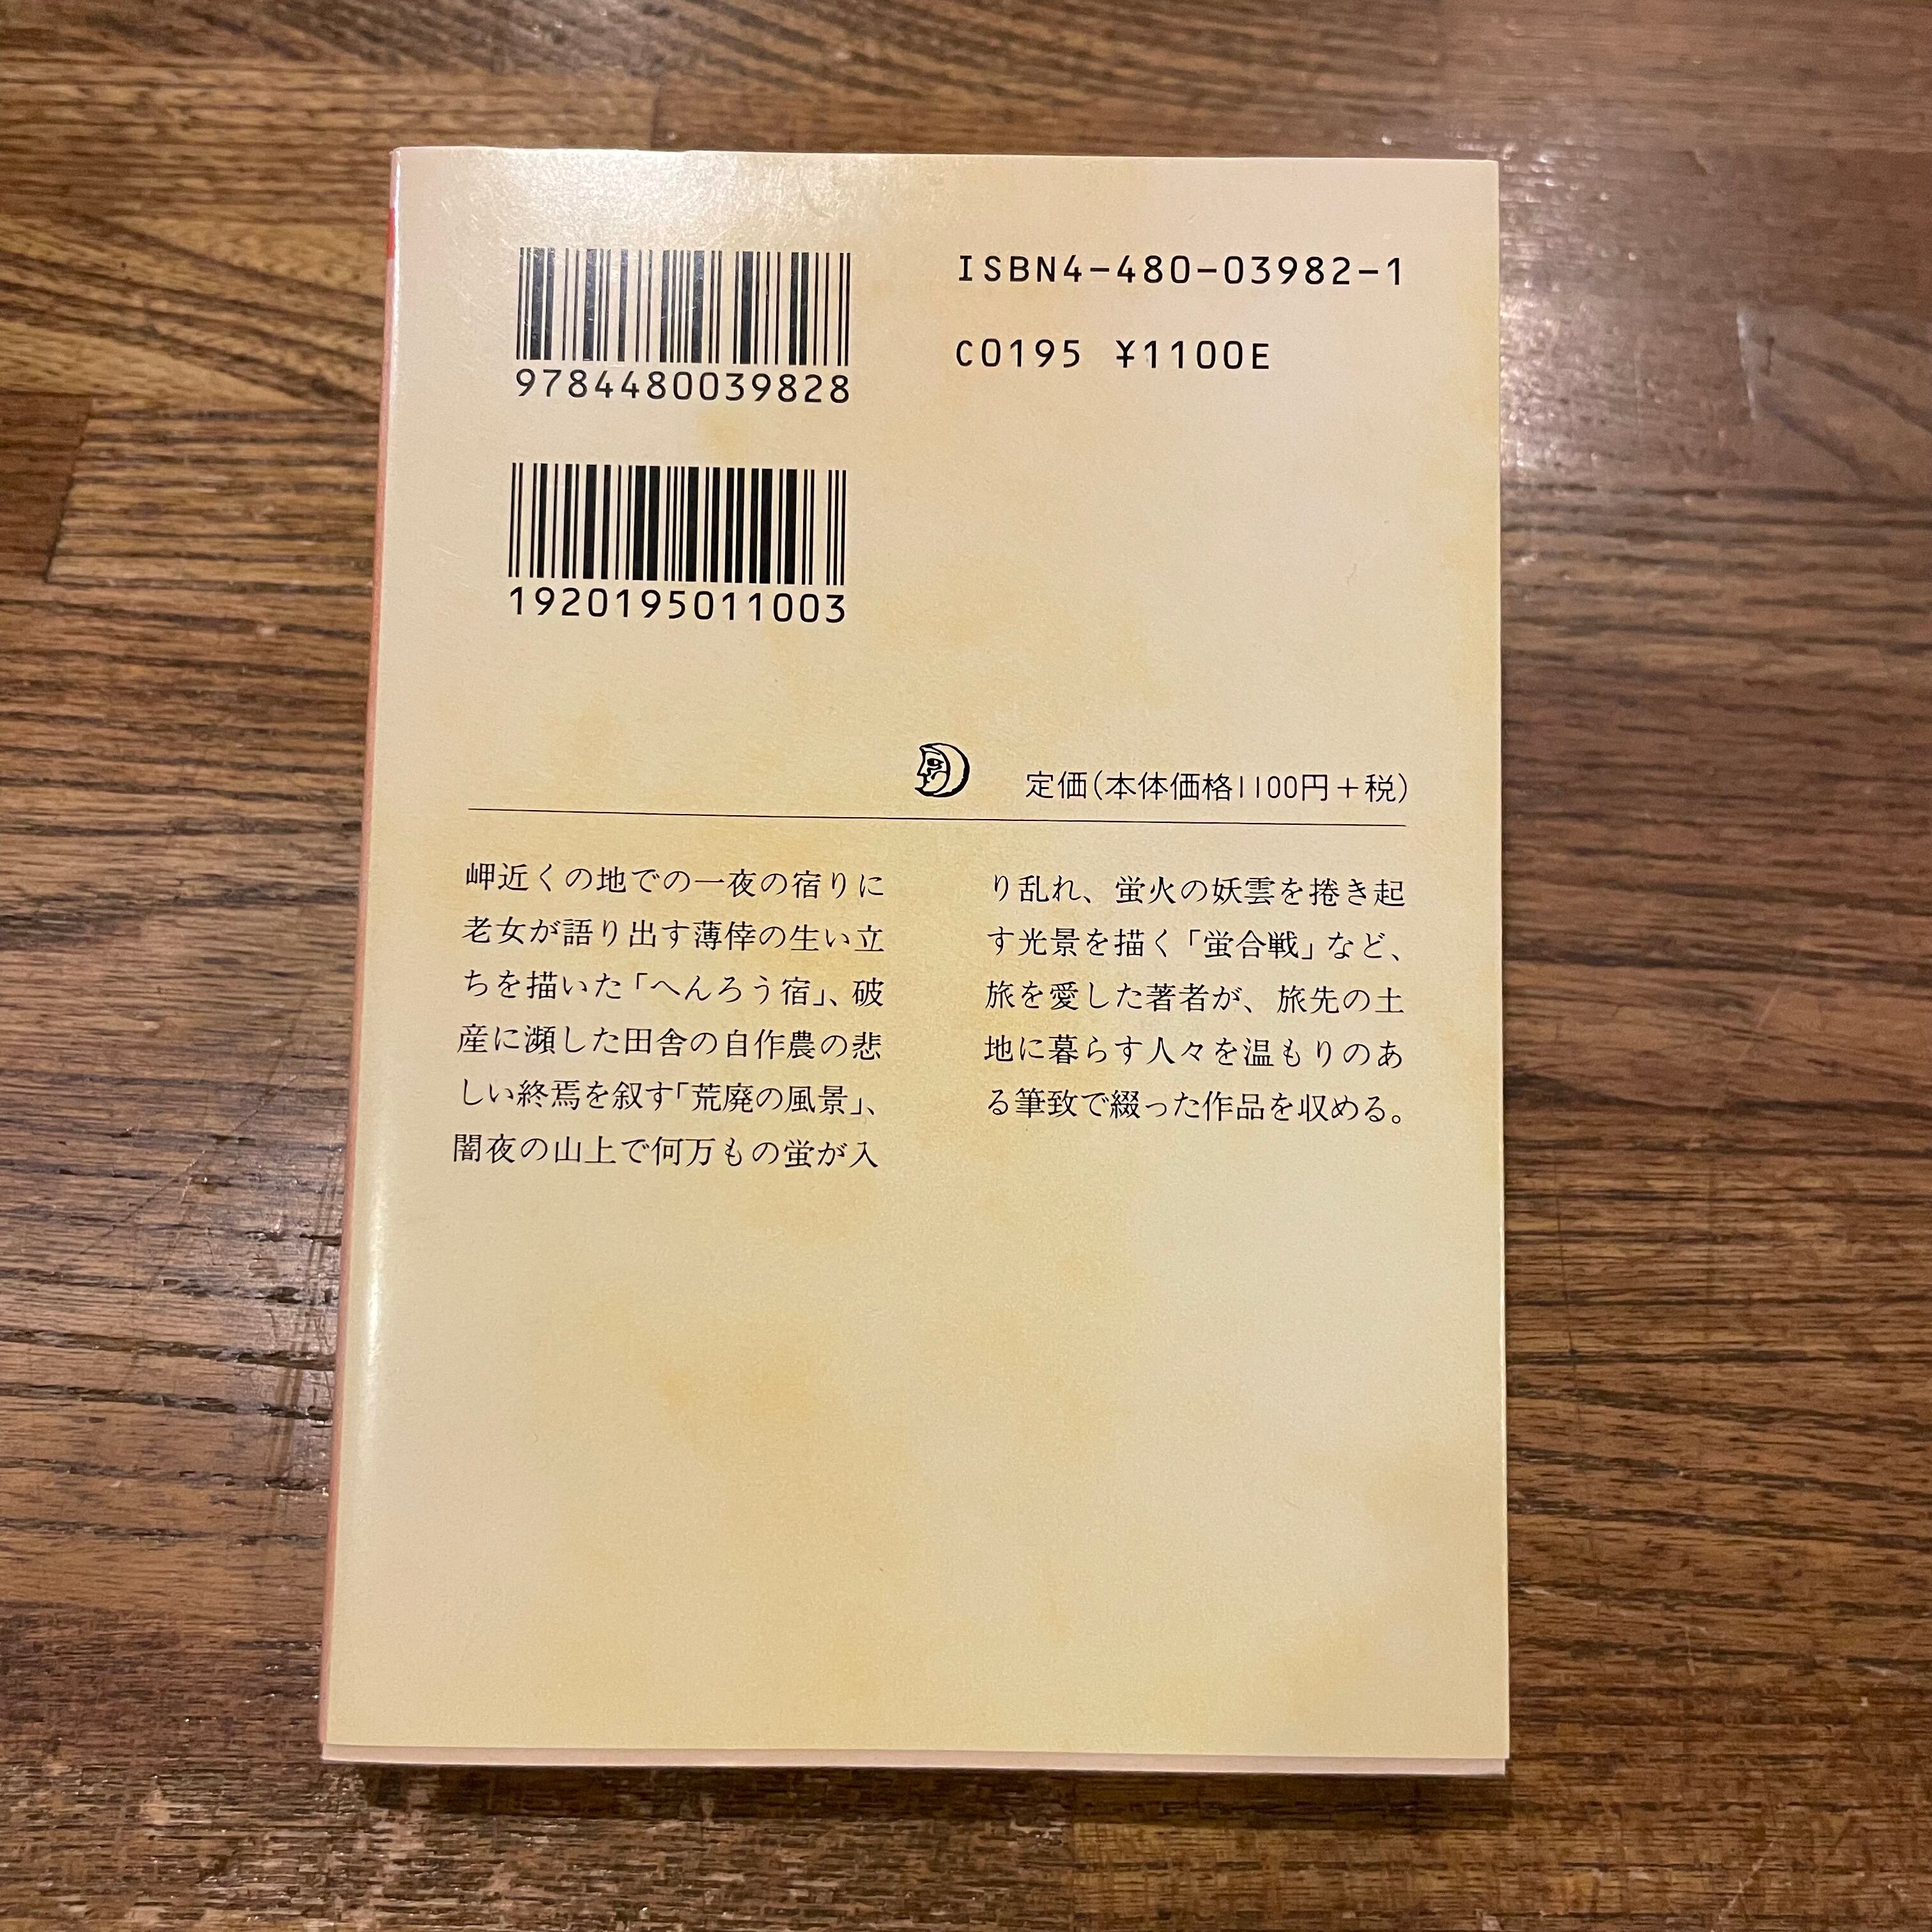 9784480039828
ISBN4-480-03982-1
C0195 ¥1100E
1920195011003
定価(本体価格1100円+税)
岬近くの地での一夜の宿りに
老女が語り出す薄倖の生い立
ちを描いた「へんろう宿」、破
産に瀕した田舎の自作農の悲
しい終焉を叙す「荒廃の風景」、
闇夜の山上で何万もの蛍が入
り乱れ、蛍火の妖雲を捲き起
す光景を描く「蛍合戦」など、
旅を愛した著者が、旅先の土
地に暮らす人々を温もりのあ
る筆致で綴った作品を収める。